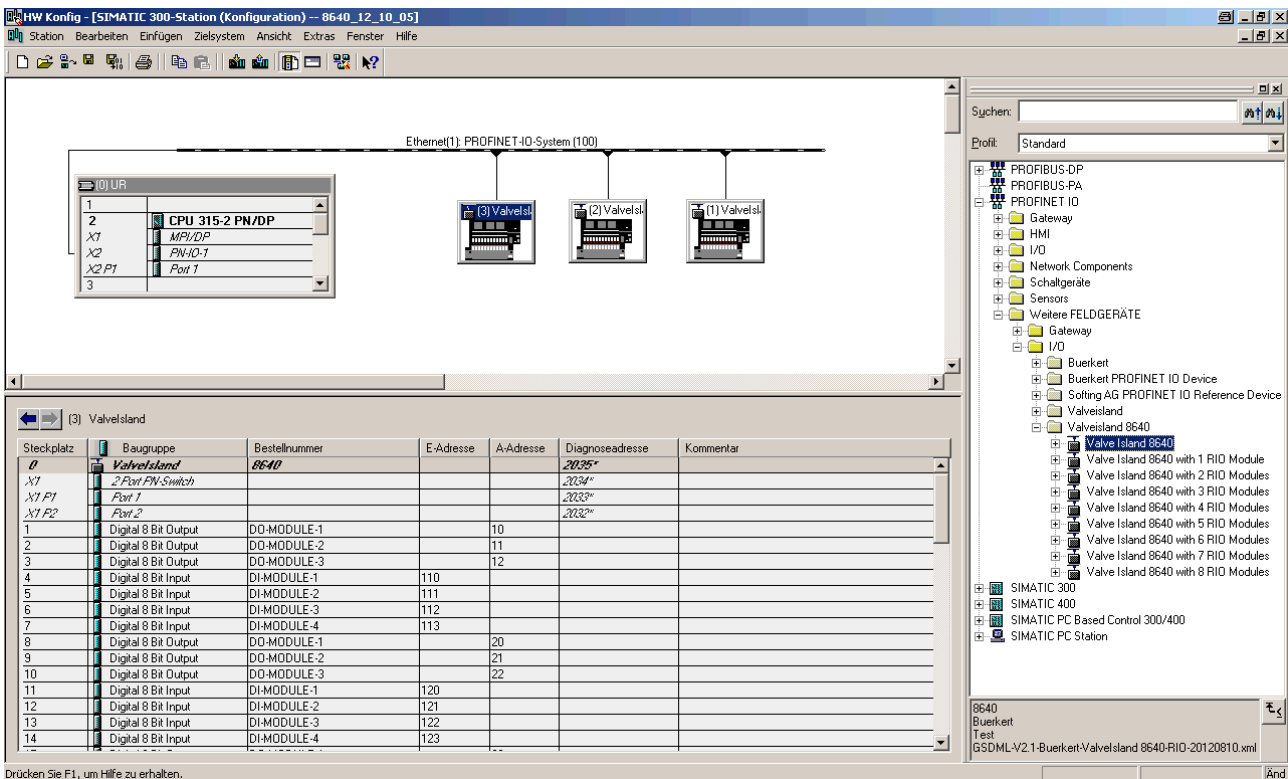 HW Konfig - [SIMATIC 300-Station (Konfiguration) -- 8640_12_10_05]
Station Bearbeiten Einfügen Zielsystem Ansicht Extras Fenster Hilfe
Ethernet(1): PROFINET-IO-System (100)
(0) UR
1
2 CPU 315-2 PN/DP
X1 MPI/DP
X2 PN-IO-1
X2 P1 Port 1
3
(3) ValveIsl
(2) ValveIsl
(1) ValveIsl
Suchen:
Profil: Standard
PROFIBUS-DP
PROFIBUS-PA
PROFINET IO
Gateway
HMI
I/O
Network Components
Schaltgeräte
Sensors
Weitere FELDGERÄTE
Gateway
I/O
Buerkert
Buerkert PROFINET IO Device
Softing AG PROFINET IO Reference Device
Valveisland
Valveisland 8640
Valve Island 8640
Valve Island 8640 with 1 RIO Module
Valve Island 8640 with 2 RIO Modules
Valve Island 8640 with 3 RIO Modules
Valve Island 8640 with 4 RIO Modules
Valve Island 8640 with 5 RIO Modules
Valve Island 8640 with 6 RIO Modules
Valve Island 8640 with 7 RIO Modules
Valve Island 8640 with 8 RIO Modules
SIMATIC 300
SIMATIC 400
SIMATIC PC Based Control 300/400
SIMATIC PC Station
8640
Buerkert
Test
GSDML-V2.1-Buerkert-ValveIsland 8640-RIO-20120810.xml
(3) ValveIsland
Steckplatz Baugruppe Bestellnummer E-Adresse A-Adresse Diagnoseadresse Kommentar
0 ValveIsland 8640 2035*
X1 2 Port PN-Switch 2034*
X1 P1 Port 1 2033*
X1 P2 Port 2 2032*
1 Digital 8 Bit Output DO-MODULE-1 10
2 Digital 8 Bit Output DO-MODULE-2 11
3 Digital 8 Bit Output DO-MODULE-3 12
4 Digital 8 Bit Input DI-MODULE-1 110
5 Digital 8 Bit Input DI-MODULE-2 111
6 Digital 8 Bit Input DI-MODULE-3 112
7 Digital 8 Bit Input DI-MODULE-4 113
8 Digital 8 Bit Output DO-MODULE-1 20
9 Digital 8 Bit Output DO-MODULE-2 21
10 Digital 8 Bit Output DO-MODULE-3 22
11 Digital 8 Bit Input DI-MODULE-1 120
12 Digital 8 Bit Input DI-MODULE-2 121
13 Digital 8 Bit Input DI-MODULE-3 122
14 Digital 8 Bit Input DI-MODULE-4 123
Drücken Sie F1, um Hilfe zu erhalten.
Änd